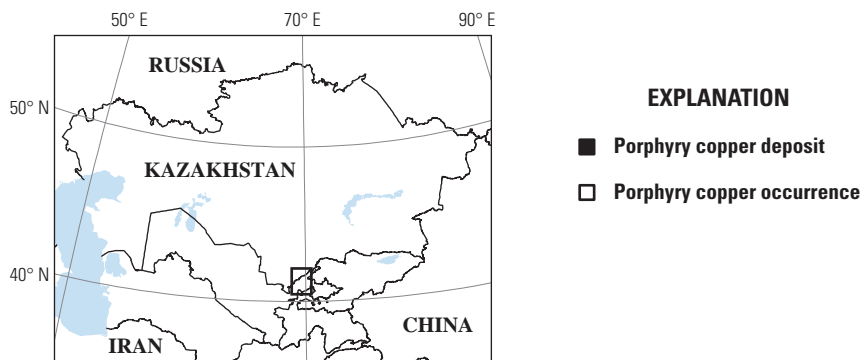 50° E
70° E
90° E
RUSSIA
50° N
KAZAKHSTAN
40° N
CHINA
IRAN
EXPLANATION
Porphyry copper deposit
Porphyry copper occurrence